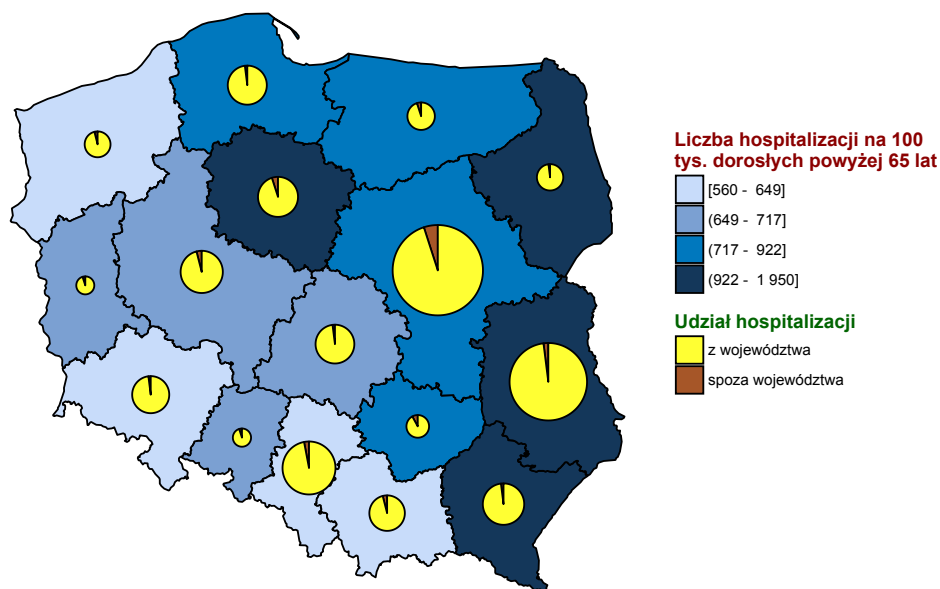 Liczba hospitalizacji na 100
tys. dorosłych powyżej 65 lat
[560 - 649]
(649 - 717]
(717 - 922]
(922 - 1 950]
Udział hospitalizacji
z województwa
spoza województwa